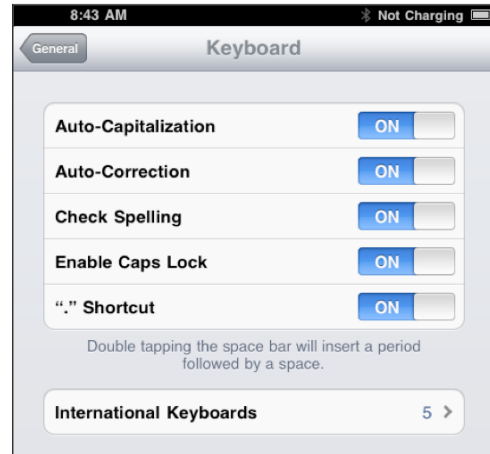 8:43 AM Not Charging
General Keyboard
Auto-Capitalization ON
Auto-Correction ON
Check Spelling ON
Enable Caps Lock ON
“.” Shortcut ON
Double tapping the space bar will insert a period
followed by a space.
International Keyboards 5